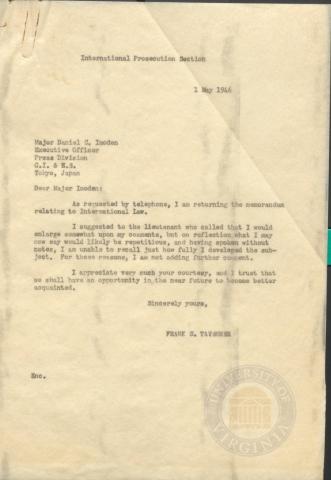 International Prosecution Section
1 May 1946
Major Daniel C. Imoden
Executive Officer
Press Division
G.I. & E.S.
Tokyo, Japan
Dear Major Imoden:
As requested by telephone, I am returning the memorandum
relating to International Law.
I suggested to the lieutenant who called that I would
enlarge somewhat upon my comments, but on reflection what I may
now say would likely be repetitious, and having spoken without
notes, I am unable to recall just how fully I developed the sub-
ject. For these reasons, I am not adding further comment.
I appreciate very much your courtesy, and I trust that
we shall have an opportunity in the near future to become better
acquainted.
Sincerely yours,
FRANK S. TAVENNER
Enc.
UNIVERSITY OF VIRGINIA